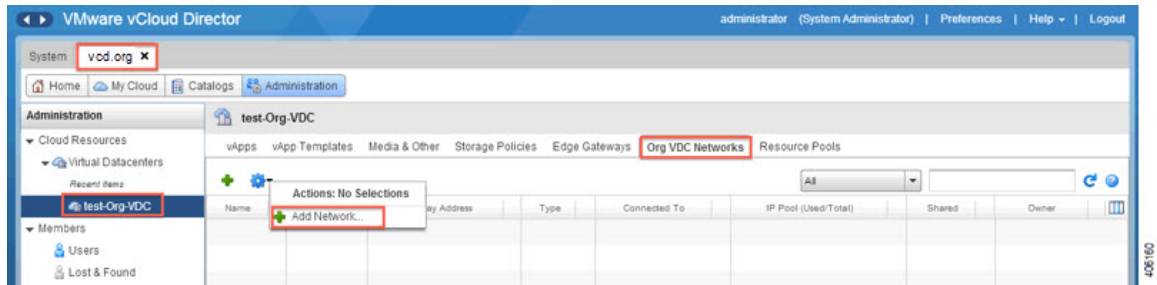 VMware vCloud Director administrator (System Administrator) | Preferences | Help | Logout
System vcd.org ×
Home My Cloud Catalogs Administration
Administration test-Org-VDC
Cloud Resources vApps vApp Templates Media & Other Storage Policies Edge Gateways Org VDC Networks Resource Pools
Virtual Datacenters
Recent Items Actions: No Selections All
test-Org-VDC Name Add Network... ay Address Type Connected To IP Pool (Used/Total) Shared Owner
Members
Users
Lost & Found
406160